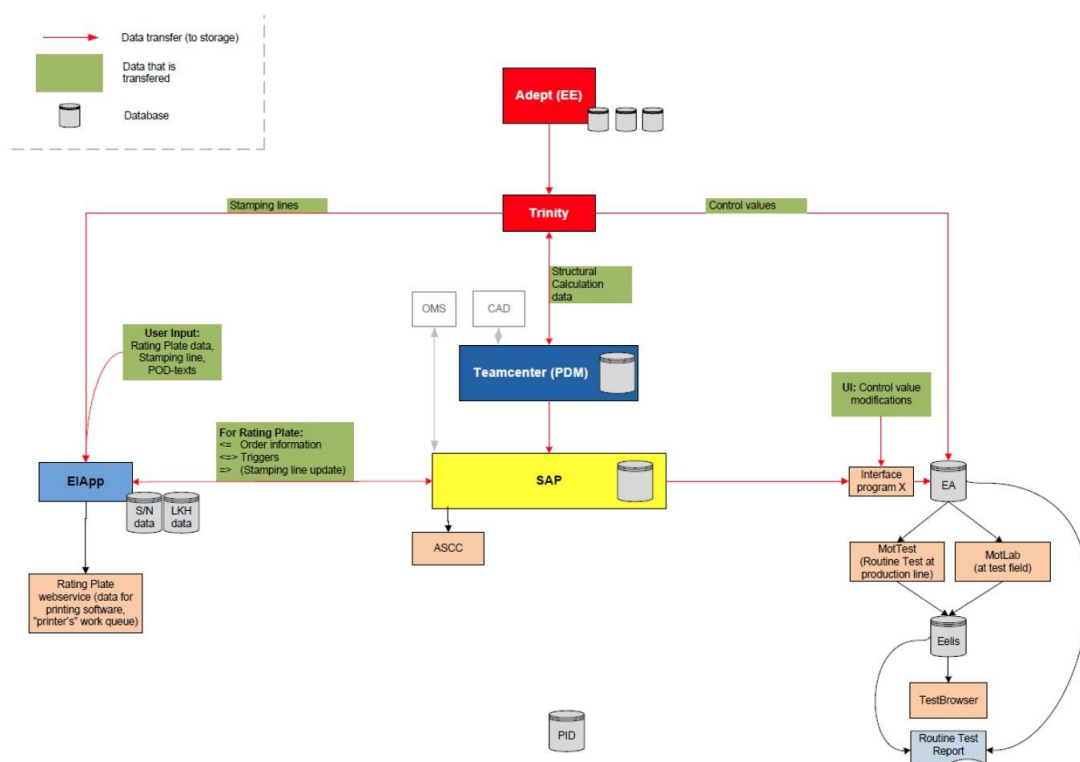 Data transfer (to storage)
Data that is
transfered
Database
Adept (EE)
Stamping lines
Trinity
Control values
Structural
Calculation
data
OMS
CAD
User Input:
Rating Plate data,
Stamping line,
POD-texts
Teamcenter (PDM)
UI: Control value
modifications
For Rating Plate:
<= Order information
<=> Triggers
=> (Stamping line update)
EIApp
S/N
data
LKH
data
SAP
Interface
program X
EA
ASCC
MotTest
(Routine Test at
production line)
MotLab
(at test field)
Rating Plate
webservice (data for
printing software,
"printer's" work queue)
Eelis
TestBrowser
PID
Routine Test
Report